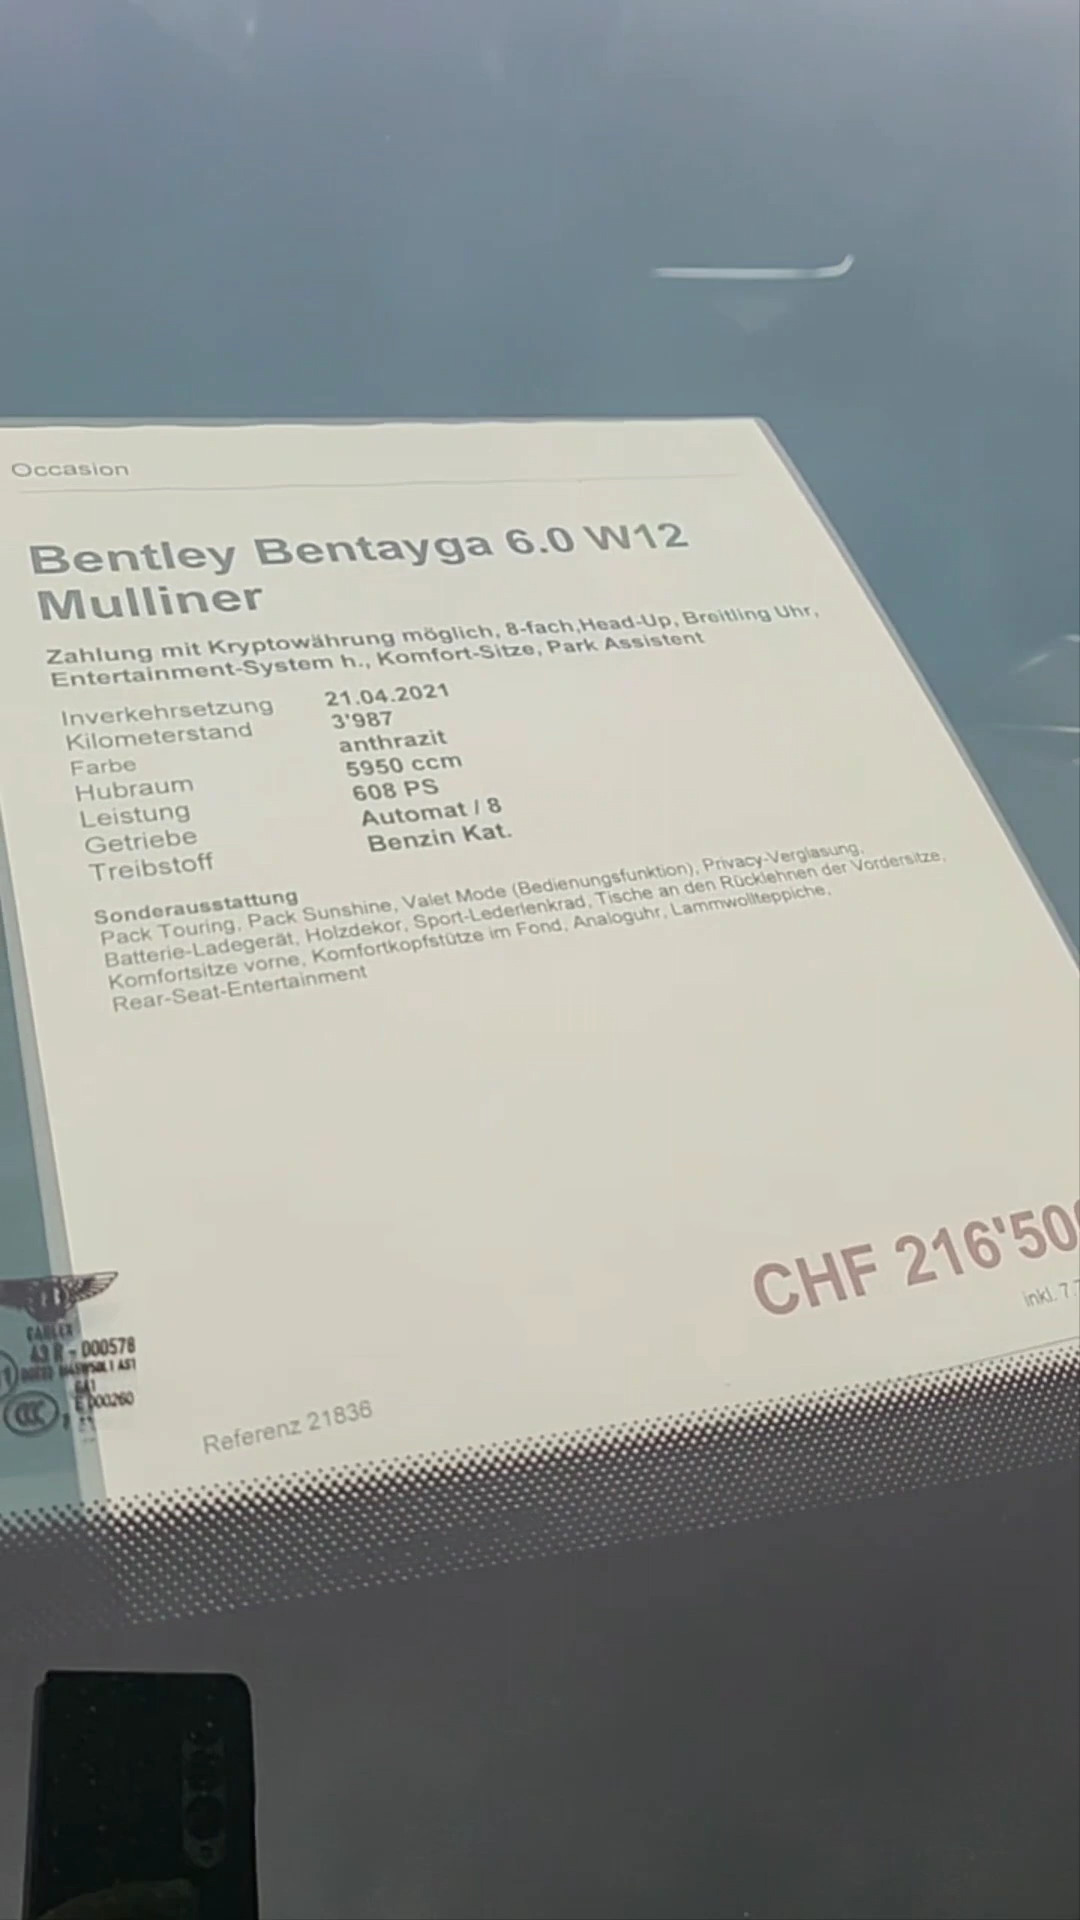 Occasion
Bentley Bentayga 6.0 W12
Mulliner
Zahlung mit Kryptowährung möglich, 8-fach,Head-Up, Breitling Uhr,
Entertainment-System h., Komfort-Sitze, Park Assistent
Inverkehrsetzung 21.04.2021
Kilometerstand 3'987
Farbe anthrazit
Hubraum 5950 ccm
Leistung 608 PS
Getriebe Automat / 8
Treibstoff Benzin Kat.
Sonderausstattung
Pack Touring, Pack Sunshine, Valet Mode (Bedienungsfunktion), Privacy-Verglasung,
Batterie-Ladegerät, Holzdekor, Sport-Lederlenkrad, Tische an den Rücklehnen der Vordersitze,
Komfortsitze vorne, Komfortkopfstütze im Fond, Analoguhr, Lammwollteppiche,
Rear-Seat-Entertainment
CHF 216'50
inkl. 7.
43 R - 000578
E 000260
Referenz 21836